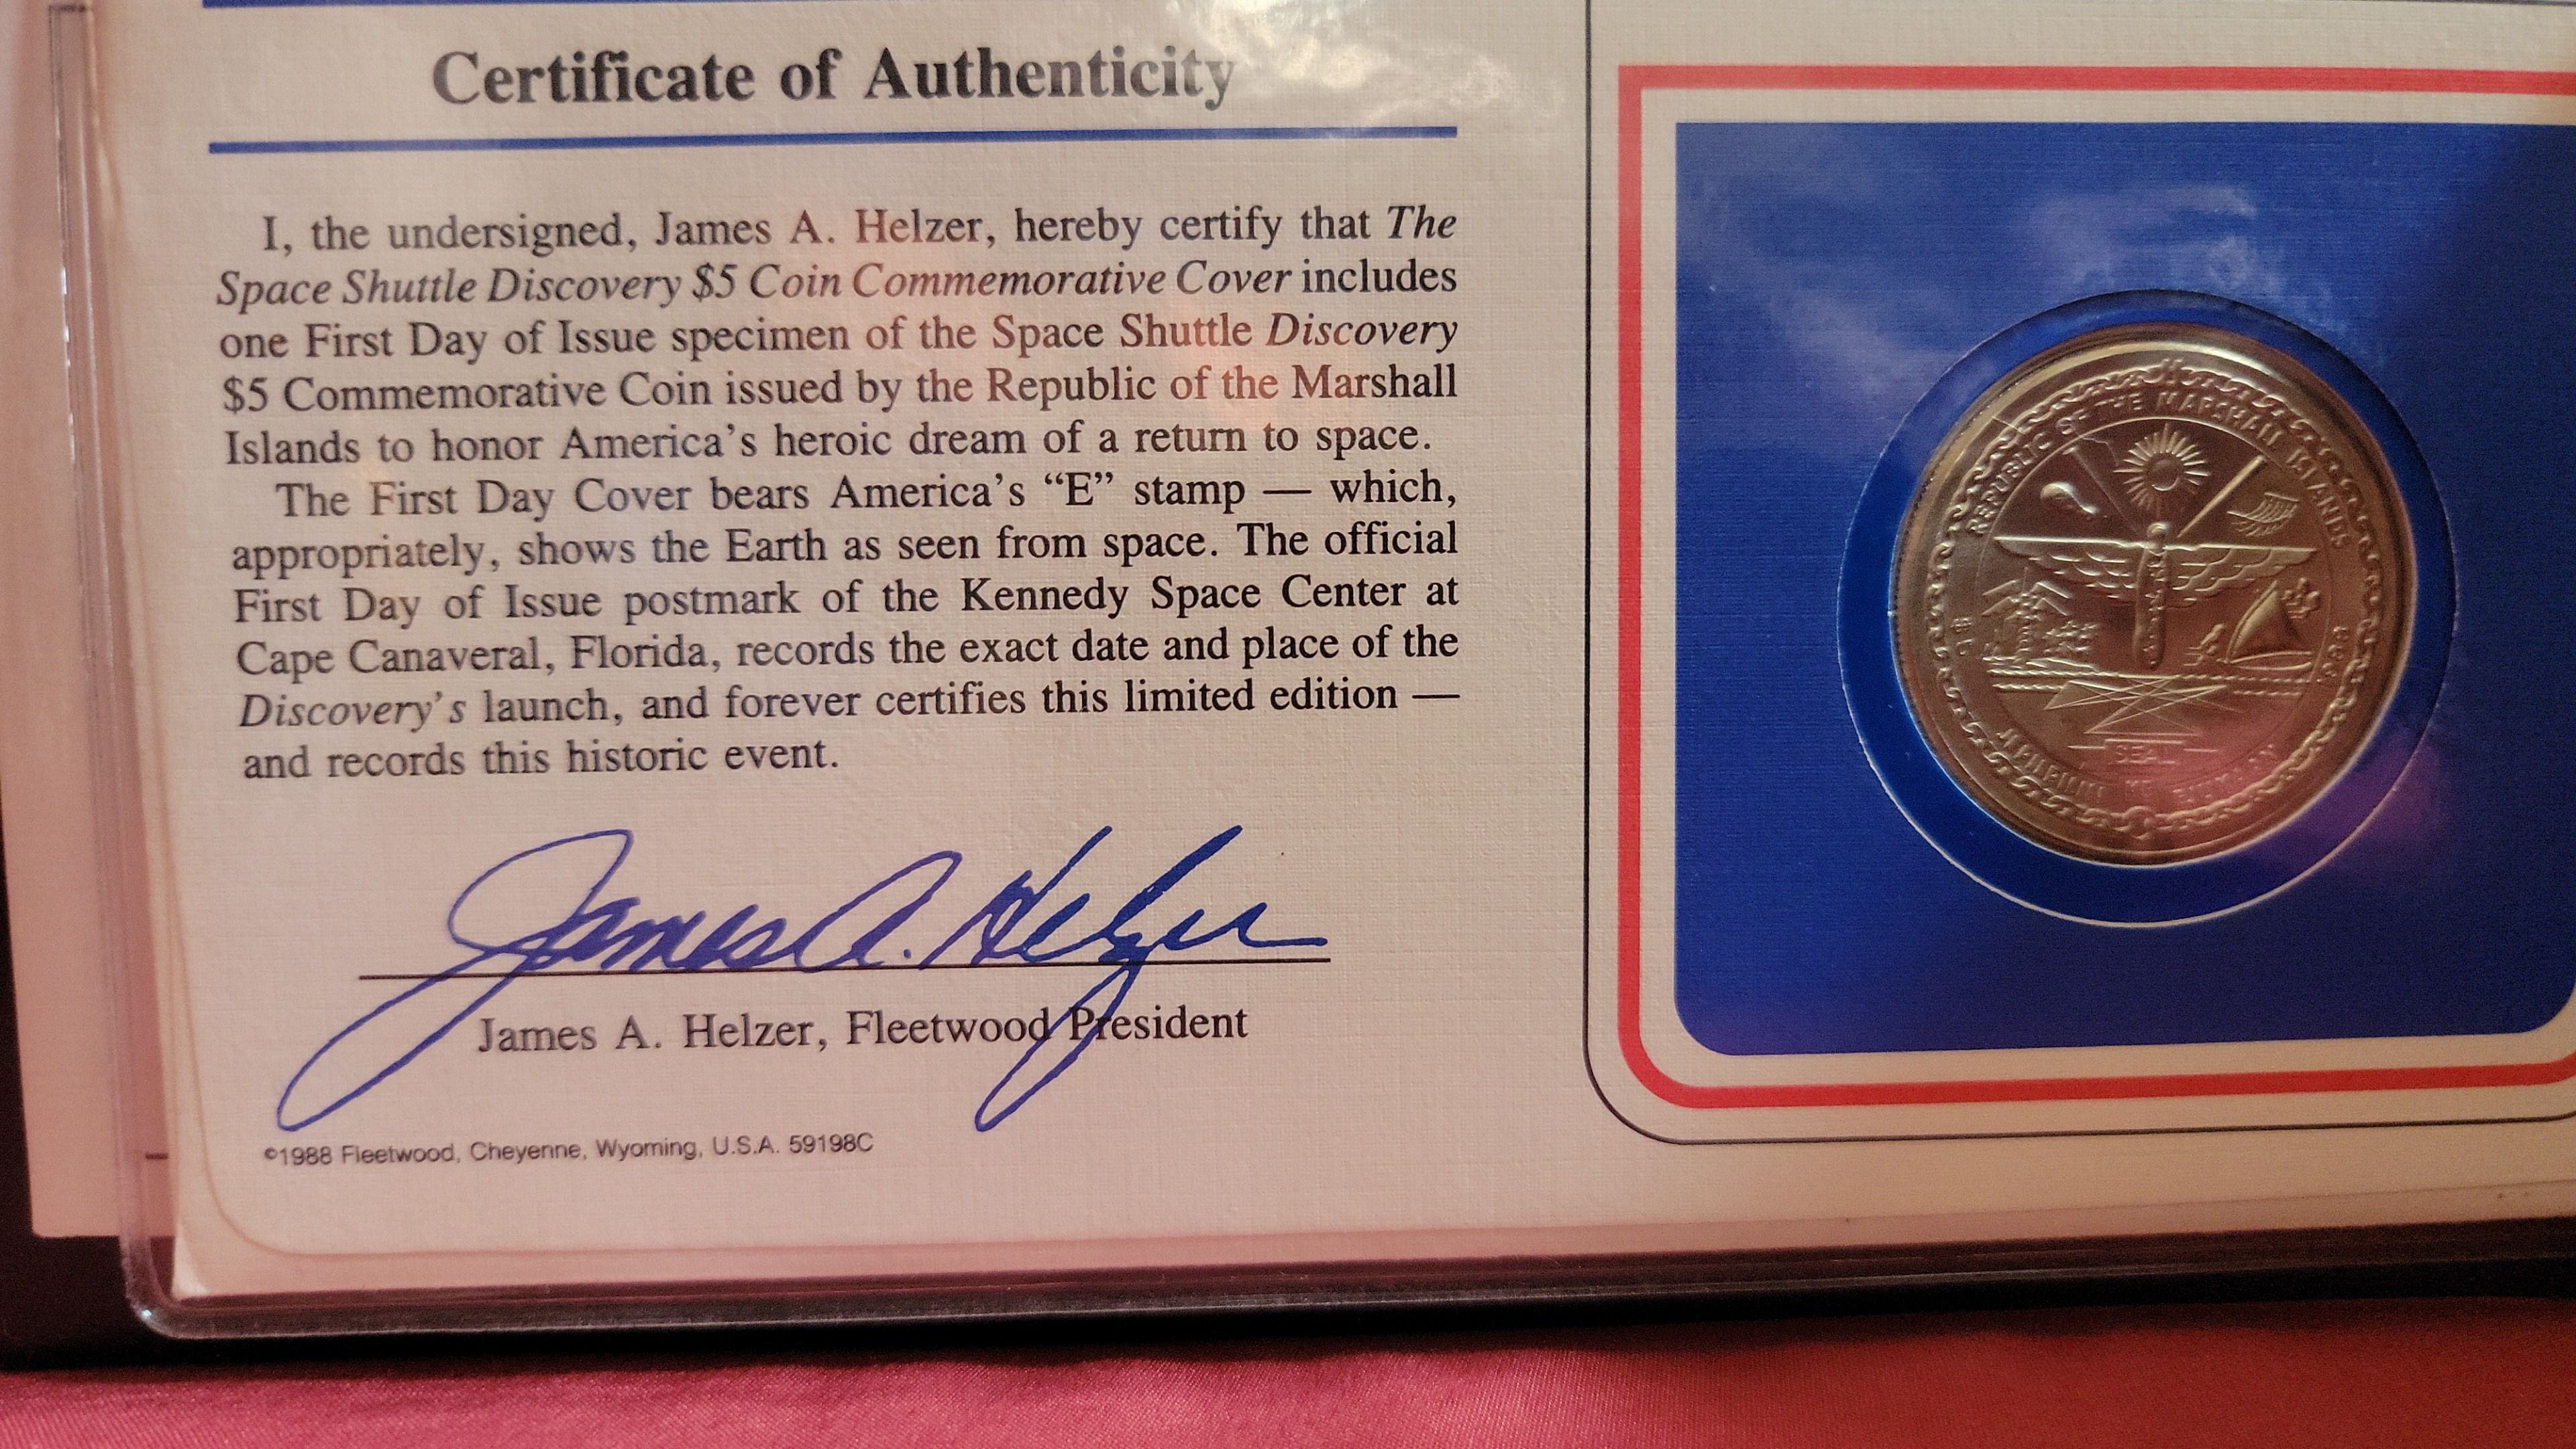 Certificate of Authenticity
I, the undersigned, James A. Helzer, hereby certify that The
Space Shuttle Discovery $5 Coin Commemorative Cover includes
one First Day of Issue specimen of the Space Shuttle Discovery
$5 Commemorative Coin issued by the Republic of the Marshall
Islands to honor America's heroic dream of a return to space.
The First Day Cover bears America's “E” stamp — which,
appropriately, shows the Earth as seen from space. The official
First Day of Issue postmark of the Kennedy Space Center at
Cape Canaveral, Florida, records the exact date and place of the
Discovery's launch, and forever certifies this limited edition —
and records this historic event.
James A. Helzer
James A. Helzer, Fleetwood President
©1988 Fleetwood, Cheyenne, Wyoming, U.S.A. 59198C
REPUBLIC OF THE MARSHALL ISLANDS
SEAL